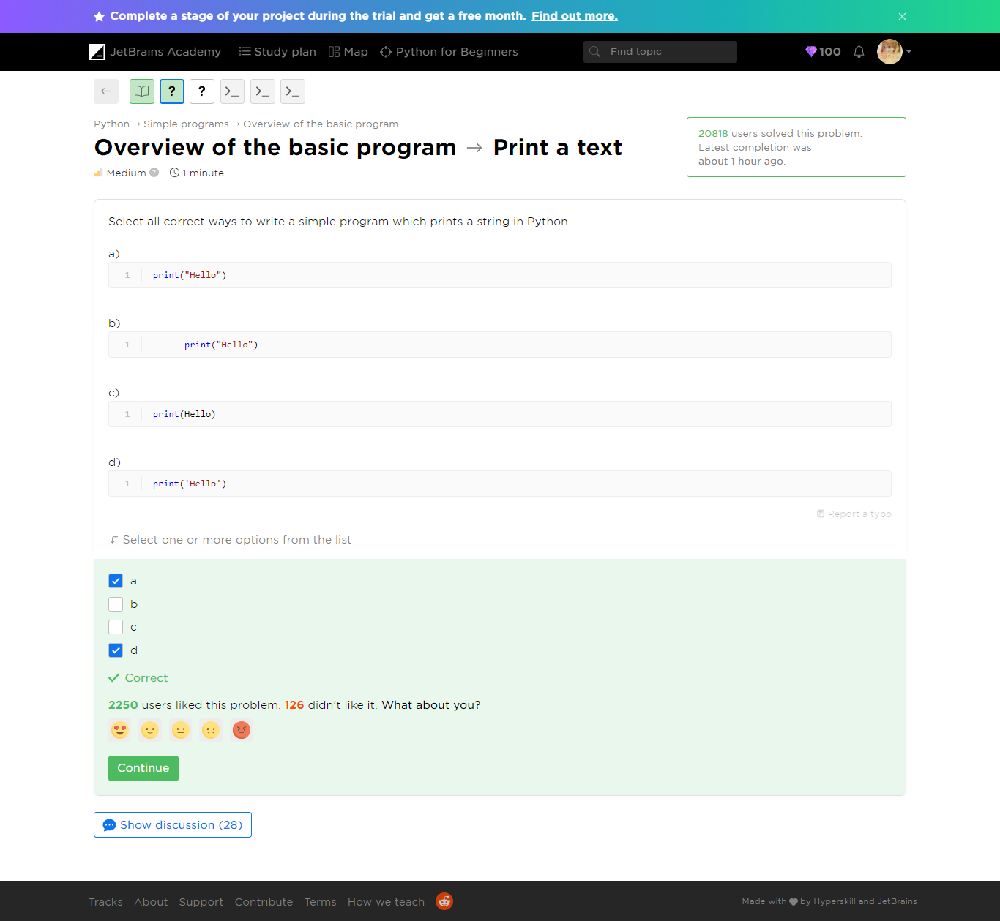 Complete a stage of your project during the trial and get a free month. Find out more.
JetBrains Academy Study plan Map Python for Beginners Find topic 100
? ? >_ >_ >_
Python → Simple programs → Overview of the basic program
Overview of the basic program → Print a text
Medium ? 1 minute
20818 users solved this problem.
Latest completion was
about 1 hour ago.
Select all correct ways to write a simple program which prints a string in Python.
a)
1 print("Hello")
b)
1 print("Hello")
c)
1 print(Hello)
d)
1 print('Hello')
Report a typo
Select one or more options from the list
a
b
c
d
Correct
2250 users liked this problem. 126 didn't like it. What about you?
Continue
Show discussion (28)
Tracks About Support Contribute Terms How we teach
Made with by Hyperskill and JetBrains